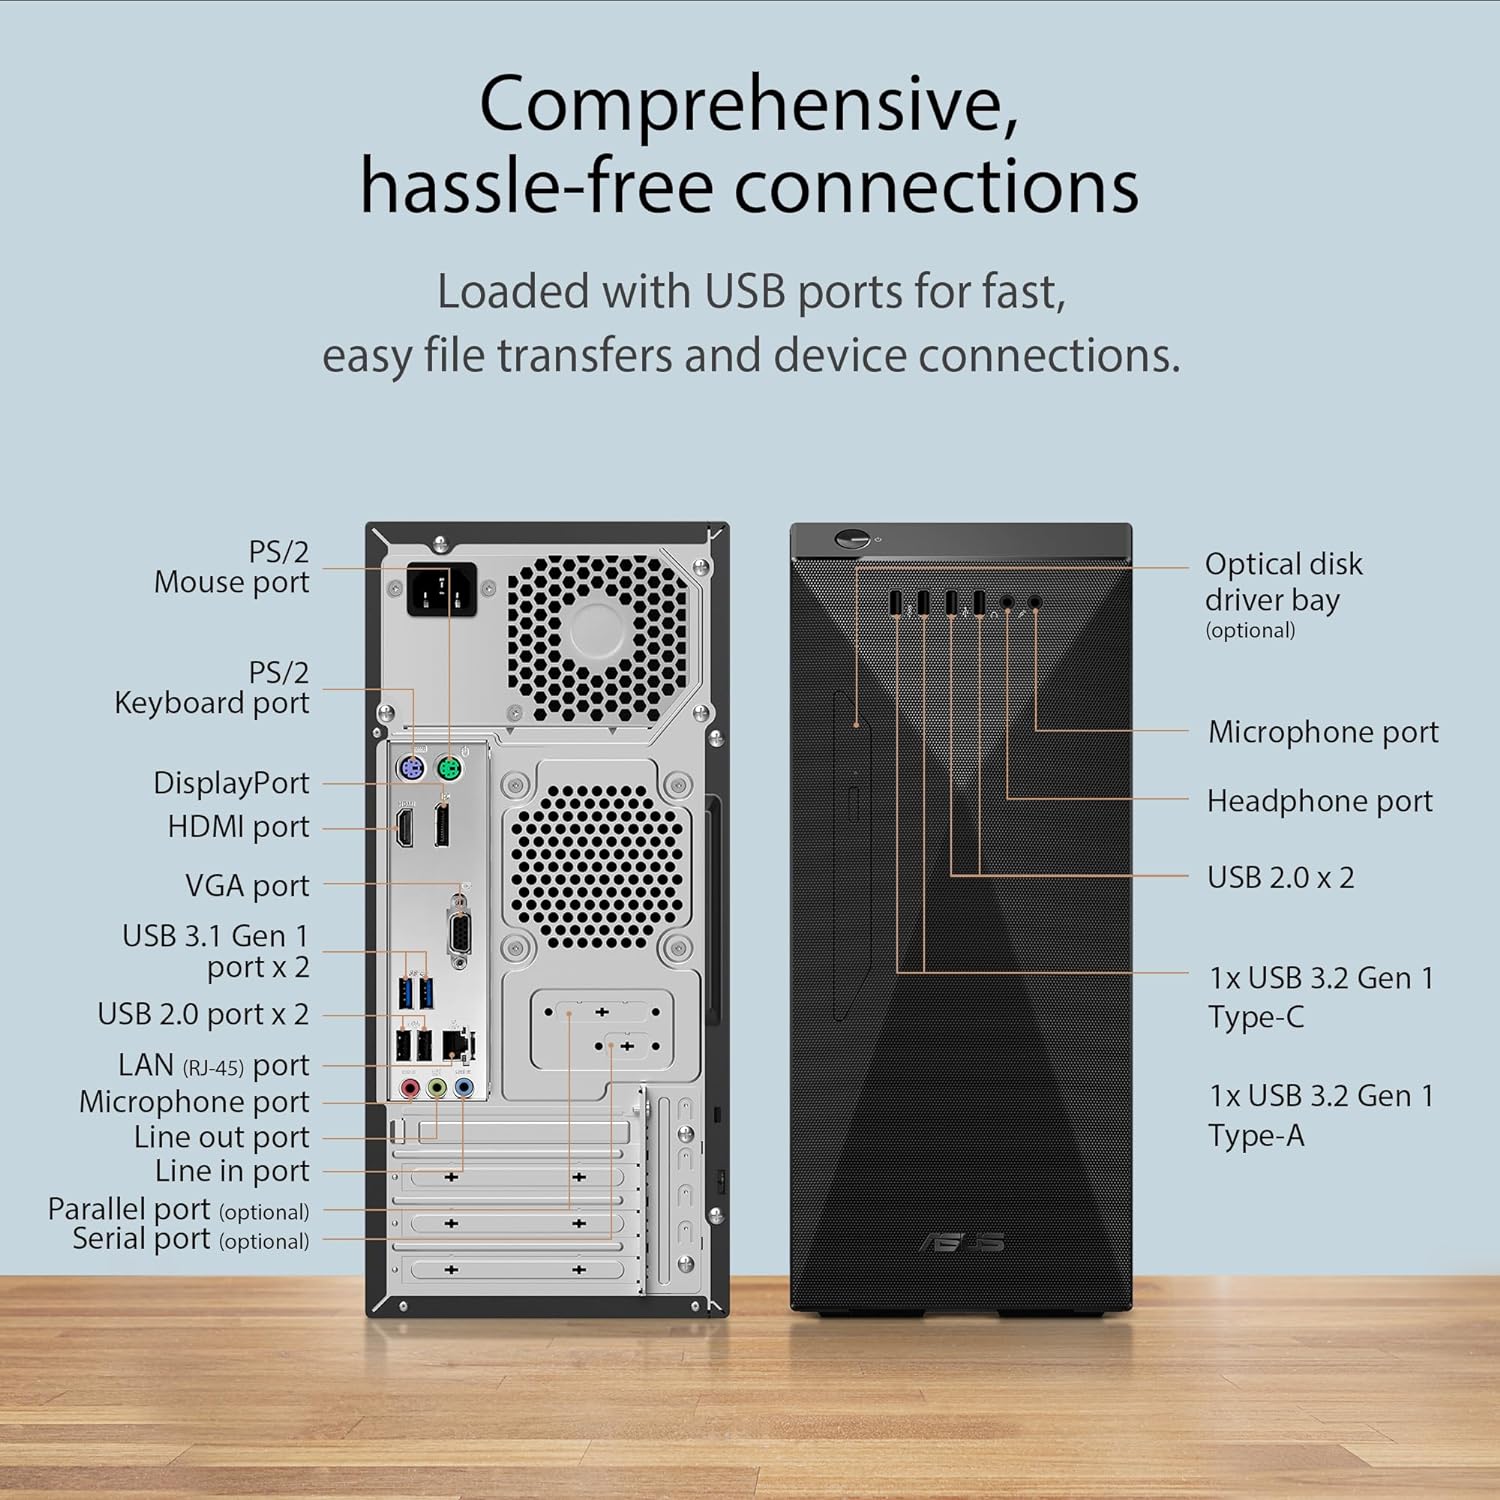 Comprehensive,
hassle-free connections
Loaded with USB ports for fast,
easy file transfers and device connections.
PS/2
Mouse port
PS/2
Keyboard port
DisplayPort
HDMI port
VGA port
USB 3.1 Gen 1
port x 2
USB 2.0 port x 2
LAN (RJ-45) port
Microphone port
Line out port
Line in port
Parallel port (optional)
Serial port (optional)
Optical disk
driver bay
(optional)
Microphone port
Headphone port
USB 2.0 x 2
1x USB 3.2 Gen 1
Type-C
1x USB 3.2 Gen 1
Type-A
HDMI
ASUS